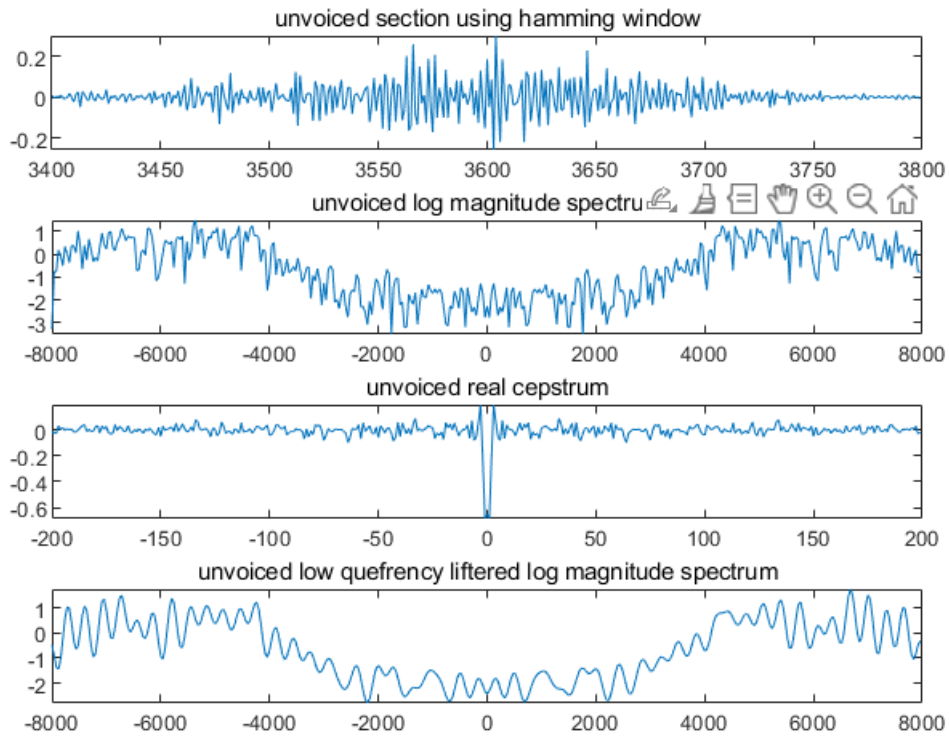 unvoiced section using hamming window
0.2
0
-0.2
3400 3450 3500 3550 3600 3650 3700 3750 3800
unvoiced log magnitude spectru
1
0
-1
-2
-3
-8000 -6000 -4000 -2000 0 2000 4000 6000 8000
unvoiced real cepstrum
0
-0.2
-0.4
-0.6
-200 -150 -100 -50 0 50 100 150 200
unvoiced low quefrency liftered log magnitude spectrum
1
0
-1
-2
-8000 -6000 -4000 -2000 0 2000 4000 6000 8000